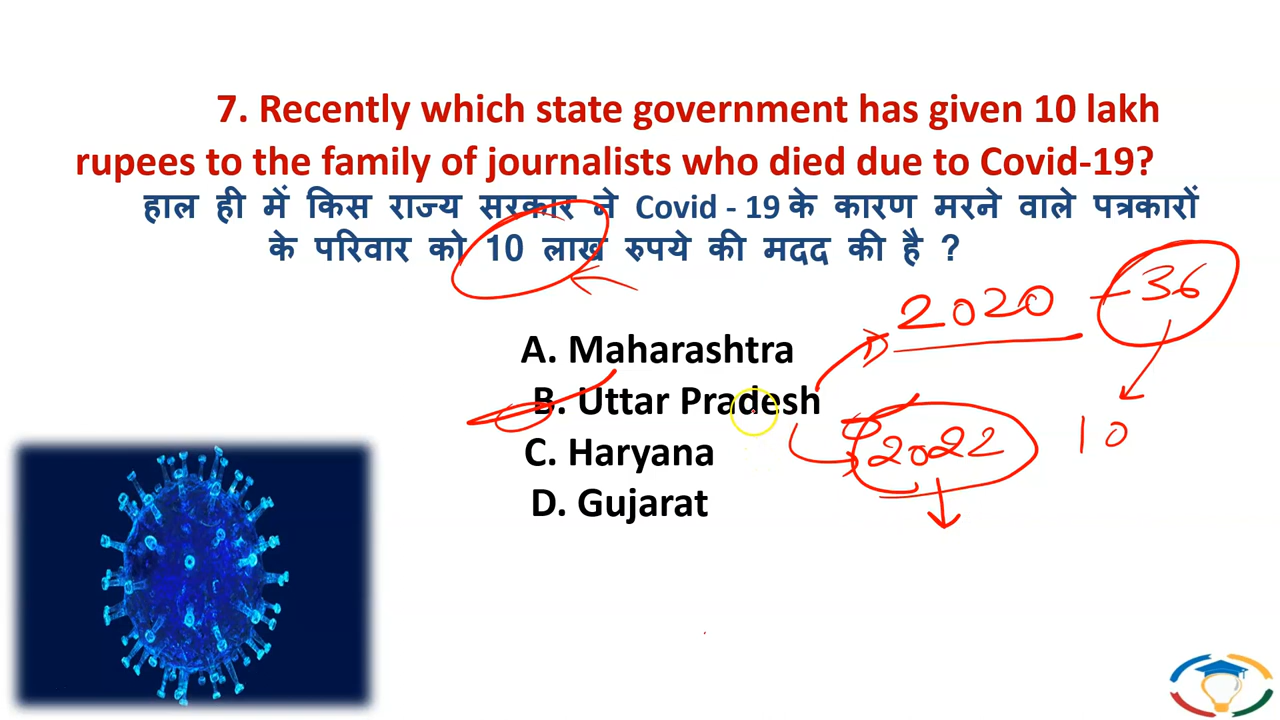 7. Recently which state government has given 10 lakh
rupees to the family of journalists who died due to Covid-19?
हाल ही में किस राज्य सरकार ने Covid - 19 के कारण मरने वाले पत्रकारों
के परिवार को 10 लाख रुपये की मदद की है ?
2020 - 36
A. Maharashtra
B. Uttar Pradesh
2022 10
C. Haryana
D. Gujarat